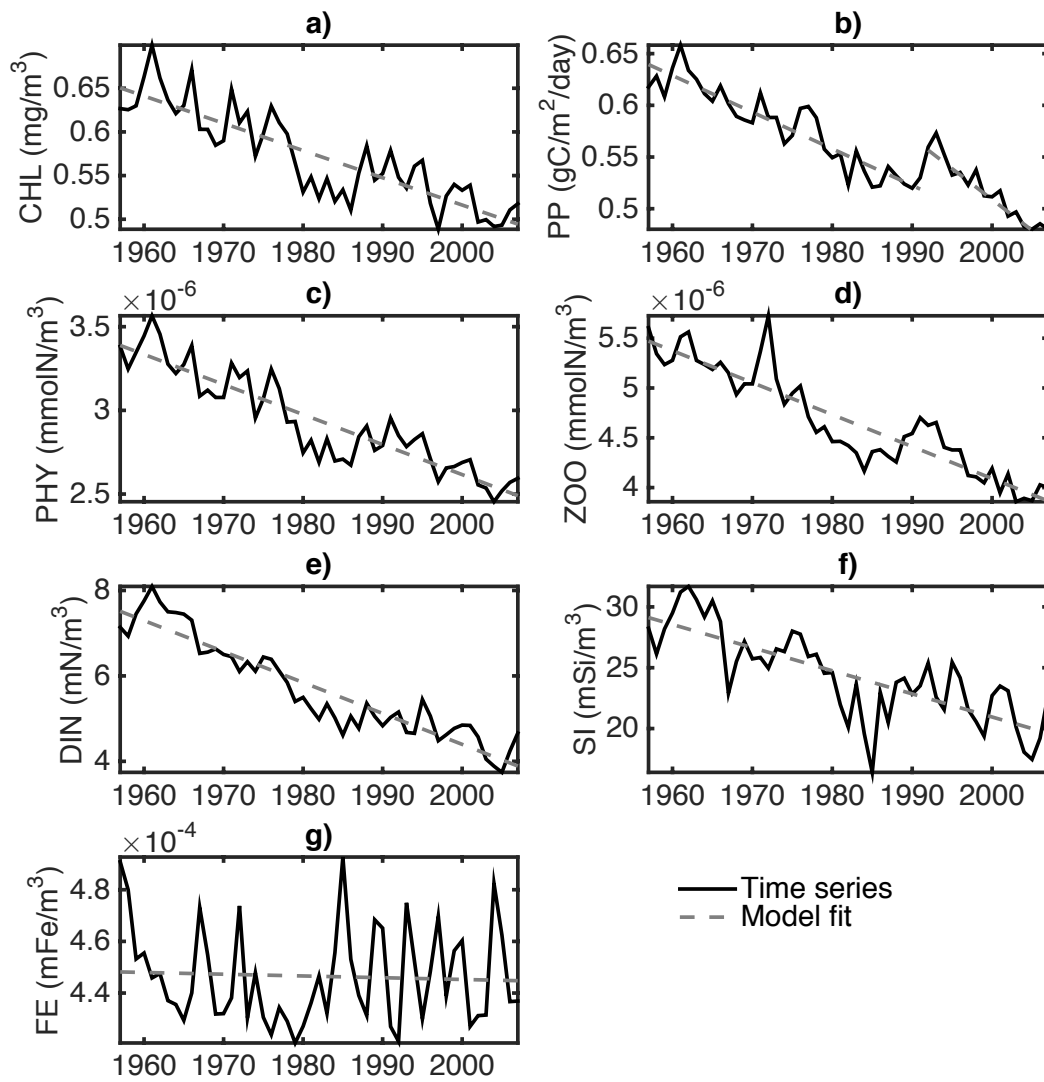 a)
CHL (mg/m³)
0.65
0.6
0.55
0.5
1960 1970 1980 1990 2000
b)
PP (gC/m²/day)
0.65
0.6
0.55
0.5
1960 1970 1980 1990 2000
c)
×10⁻⁶
PHY (mmolN/m³)
3.5
3
2.5
1960 1970 1980 1990 2000
d)
×10⁻⁶
ZOO (mmolN/m³)
5.5
5
4.5
4
1960 1970 1980 1990 2000
e)
DIN (mN/m³)
8
6
4
1960 1970 1980 1990 2000
f)
SI (mSi/m³)
30
25
20
1960 1970 1980 1990 2000
g)
×10⁻⁴
FE (mFe/m³)
4.8
4.6
4.4
1960 1970 1980 1990 2000
Time series
Model fit